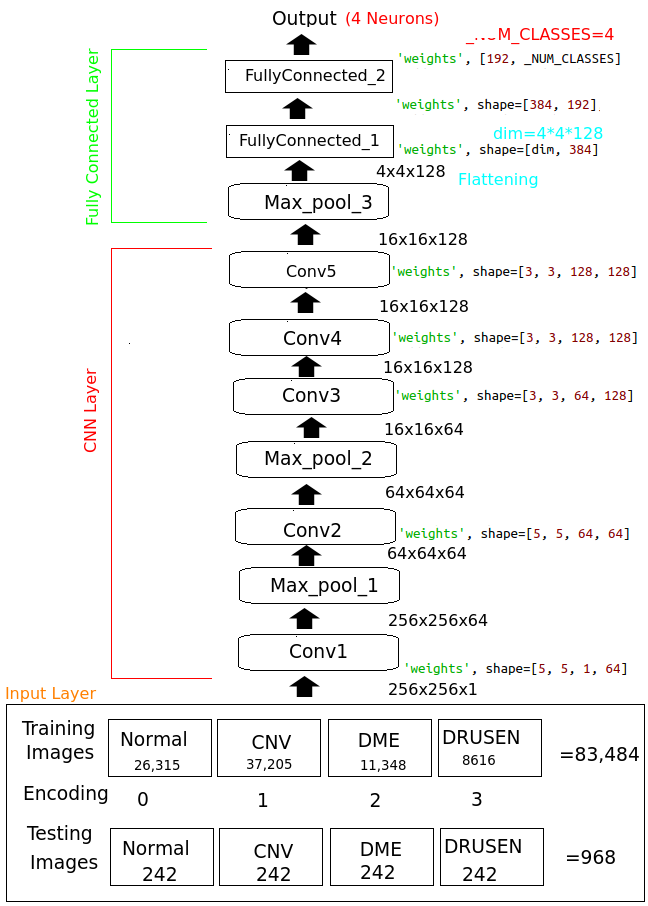 Output (4 Neurons)
_NUM_CLASSES=4
'weights', [192, _NUM_CLASSES]
FullyConnected_2
'weights', shape=[384, 192]
dim=4*4*128
FullyConnected_1
'weights', shape=[dim, 384]
4x4x128
Flattening
Max_pool_3
Fully Connected Layer
16x16x128
Conv5
'weights', shape=[3, 3, 128, 128]
16x16x128
Conv4
'weights', shape=[3, 3, 128, 128]
16x16x128
Conv3
'weights', shape=[3, 3, 64, 128]
CNN Layer
16x16x64
Max_pool_2
64x64x64
Conv2
'weights', shape=[5, 5, 64, 64]
64x64x64
Max_pool_1
256x256x64
Conv1
'weights', shape=[5, 5, 1, 64]
256x256x1
Input Layer
Training Images
Normal 26,315
CNV 37,205
DME 11,348
DRUSEN 8616
=83,484
Encoding 0 1 2 3
Testing Images
Normal 242
CNV 242
DME 242
DRUSEN 242
=968